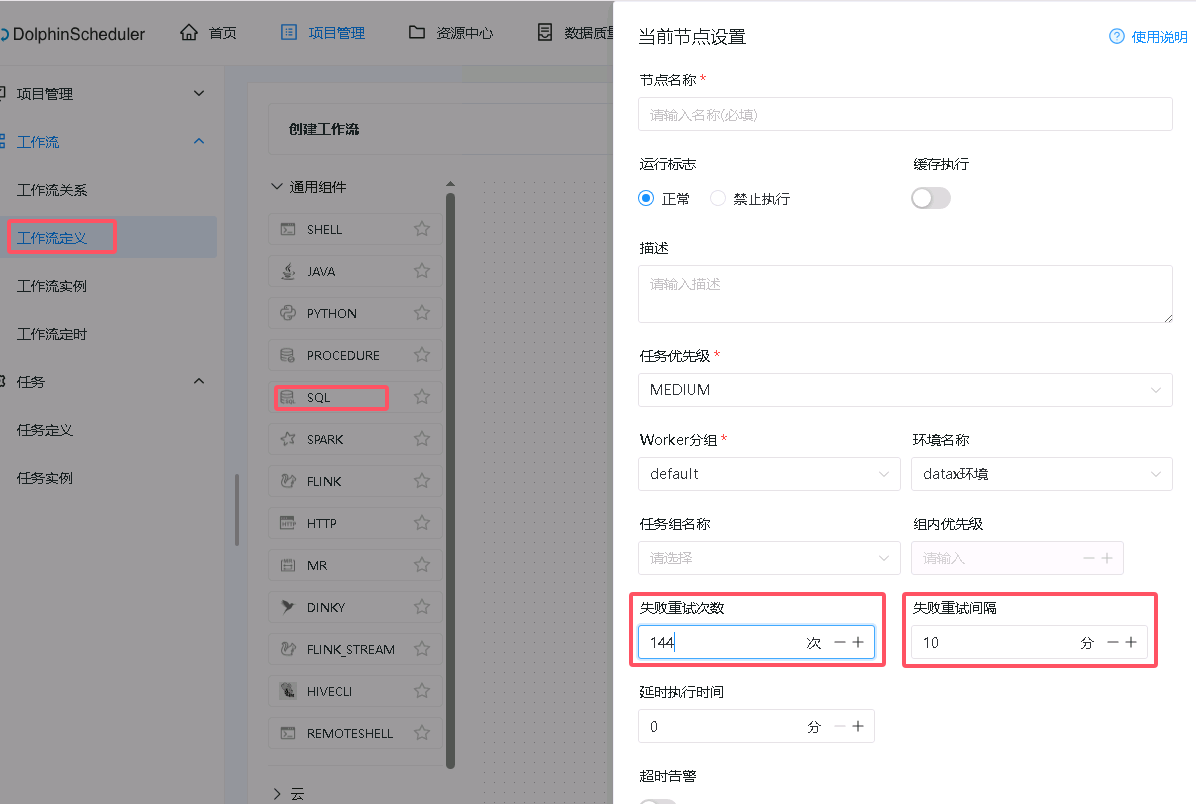 DolphinScheduler
首页
项目管理
资源中心
数据质量
项目管理
工作流
工作流关系
工作流定义
工作流实例
工作流定时
任务
任务定义
任务实例
创建工作流
通用组件
SHELL
JAVA
PYTHON
PROCEDURE
SQL
SPARK
FLINK
HTTP
MR
DINKY
FLINK_STREAM
HIVECLI
REMOTESHELL
云
当前节点设置
使用说明
节点名称*
请输入名称(必填)
运行标志
缓存执行
正常
禁止执行
描述
请输入描述
任务优先级*
MEDIUM
Worker分组*
环境名称
default
datax环境
任务组名称
组内优先级
请选择
请输入
失败重试次数
失败重试间隔
144 次
10 分
延时执行时间
0 分
超时告警